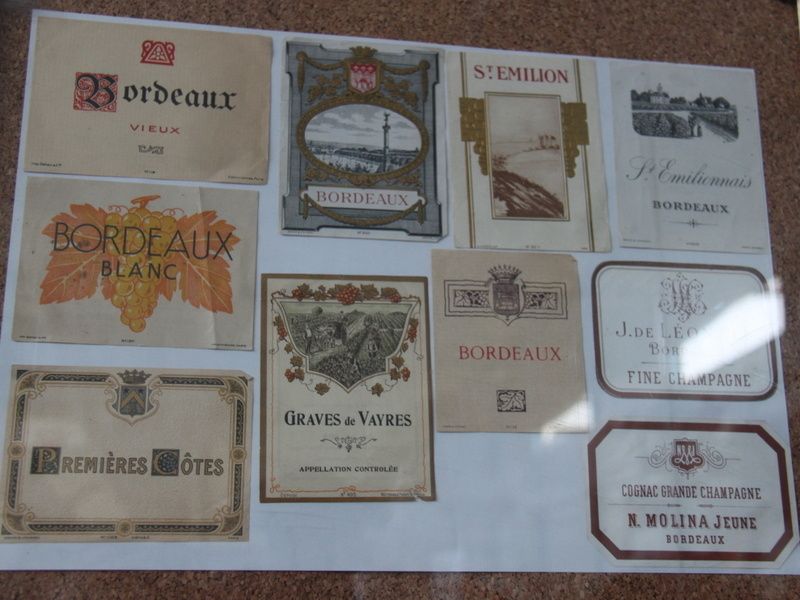 Bordeaux
VIEUX
BORDEAUX
ST EMILION
St Emilionnais
BORDEAUX
BORDEAUX
BLANC
GRAVES de VAYRES
APPELLATION CONTROLÉE
BORDEAUX
J. DE
FINE CHAMPAGNE
PREMIÈRES CÔTES
COGNAC GRANDE CHAMPAGNE
N. MOLINA JEUNE
BORDEAUX